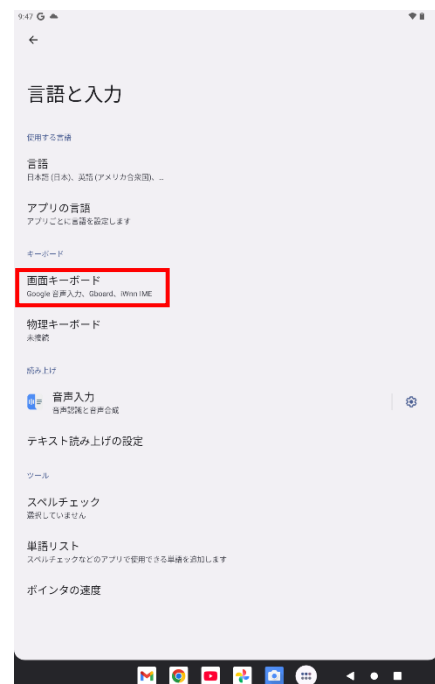 9:47 G
言語と入力
使用する言語
言語
日本語 (日本)、英語 (アメリカ合衆国)、...
アプリの言語
アプリごとに言語を設定します
キーボード
画面キーボード
Google 音声入力、Gboard、iWnn IME
物理キーボード
未接続
読み上げ
音声入力
音声認識と音声合成
テキスト読み上げの設定
ツール
スペルチェック
選択していません
単語リスト
スペルチェックなどのアプリで使用できる単語を追加します
ポインタの速度